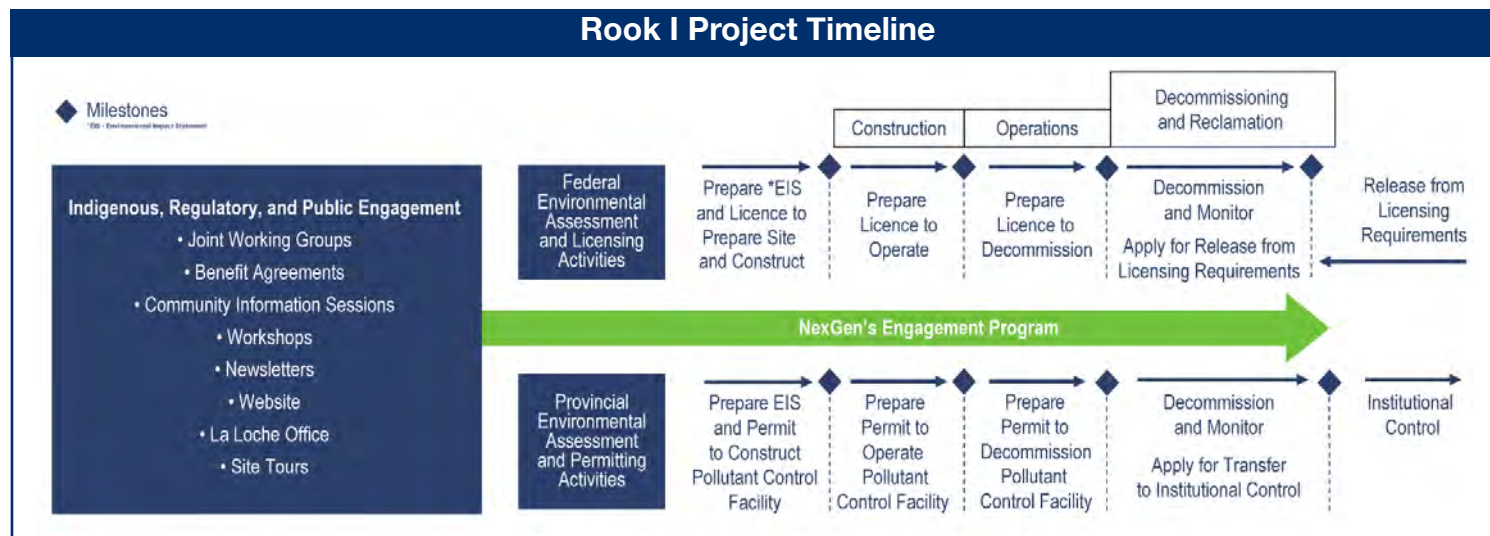 Rook I Project Timeline
Milestones
*EIS - Environmental Impact Statement
Construction
Operations
Decommissioning
and Reclamation
Indigenous, Regulatory, and Public Engagement
• Joint Working Groups
• Benefit Agreements
• Community Information Sessions
• Workshops
• Newsletters
• Website
• La Loche Office
• Site Tours
Federal
Environmental
Assessment
and Licensing
Activities
Prepare *EIS
and Licence to
Prepare Site
and Construct
Prepare
Licence to
Operate
Prepare
Licence to
Decommission
Decommission
and Monitor
Apply for Release from
Licensing Requirements
Release from
Licensing
Requirements
NexGen's Engagement Program
Provincial
Environmental
Assessment
and Permitting
Activities
Prepare EIS
and Permit
to Construct
Pollutant Control
Facility
Prepare
Permit to
Operate
Pollutant
Control Facility
Prepare
Permit to
Decommission
Pollutant
Control Facility
Decommission
and Monitor
Apply for Transfer
to Institutional Control
Institutional
Control